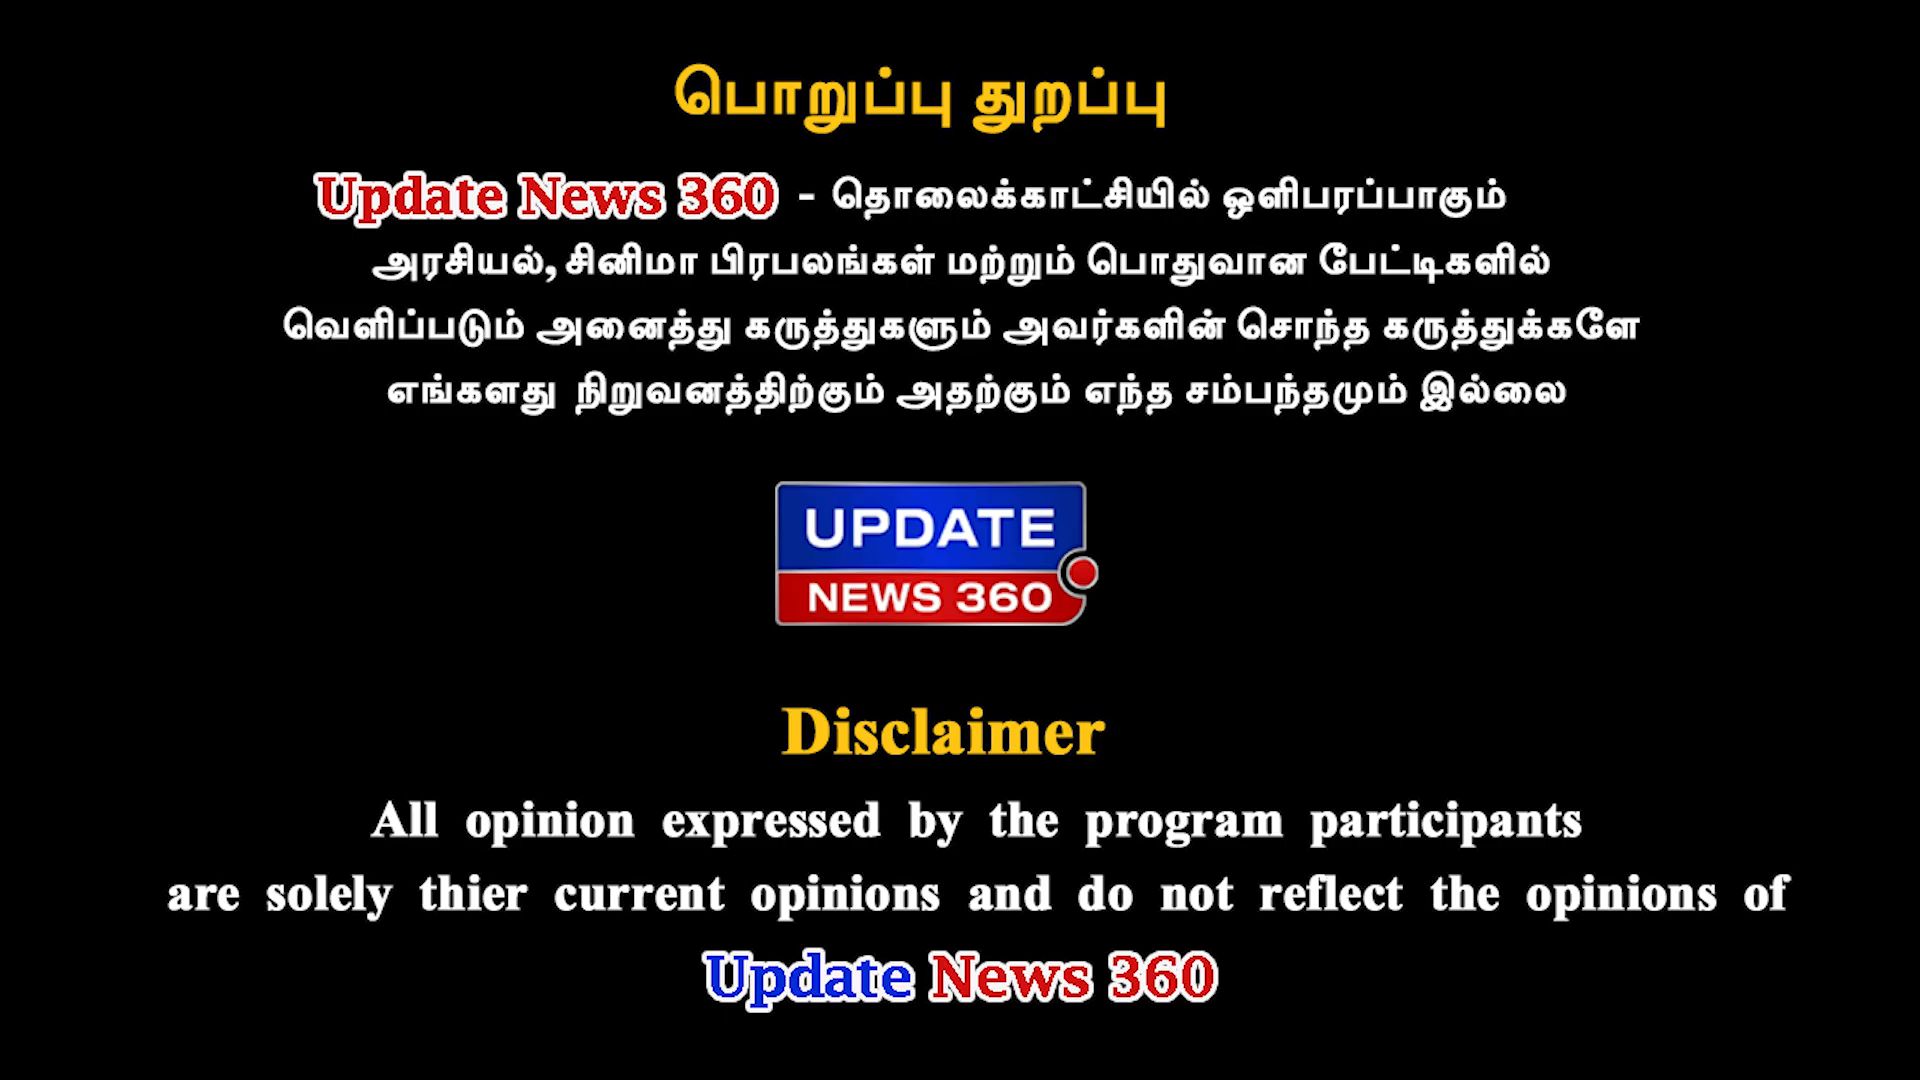 பொறுப்பு துறப்பு
Update News 360 - தொலைக்காட்சியில் ஒளிபரப்பாகும்
அரசியல், சினிமா பிரபலங்கள் மற்றும் பொதுவான பேட்டிகளில்
வெளிப்படும் அனைத்து கருத்துகளும் அவர்களின் சொந்த கருத்துக்களே
எங்களது நிறுவனத்திற்கும் அதற்கும் எந்த சம்பந்தமும் இல்லை
UPDATE
NEWS 360
Disclaimer
All opinion expressed by the program participants
are solely thier current opinions and do not reflect the opinions of
Update News 360